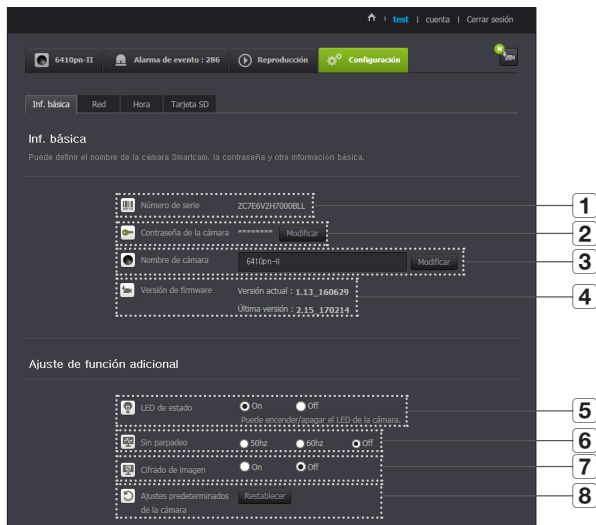 test | cuenta | Cerrar sesión
6410pn-II
Alarma de evento : 286
Reproducción
Configuración
N
Inf. básica
Red
Hora
Tarjeta SD
Inf. básica
Puede definir el nombre de la cámara Smartcam, la contraseña y otra información básica.
Número de serie
ZC7E6V2H7000BLL
1
Contraseña de la cámara
********
Modificar
2
Nombre de cámara
6410pn-II
Modificar
3
Versión de firmware
Versión actual : 1.13_160629
Última versión : 2.15_170214
4
Ajuste de función adicional
LED de estado
On
Off
Puede encender/apagar el LED de la cámara.
5
Sin parpadeo
50hz
60hz
Off
6
Cifrado de imagen
On
Off
7
Ajustes predeterminados
de la cámara
Restablecer
8